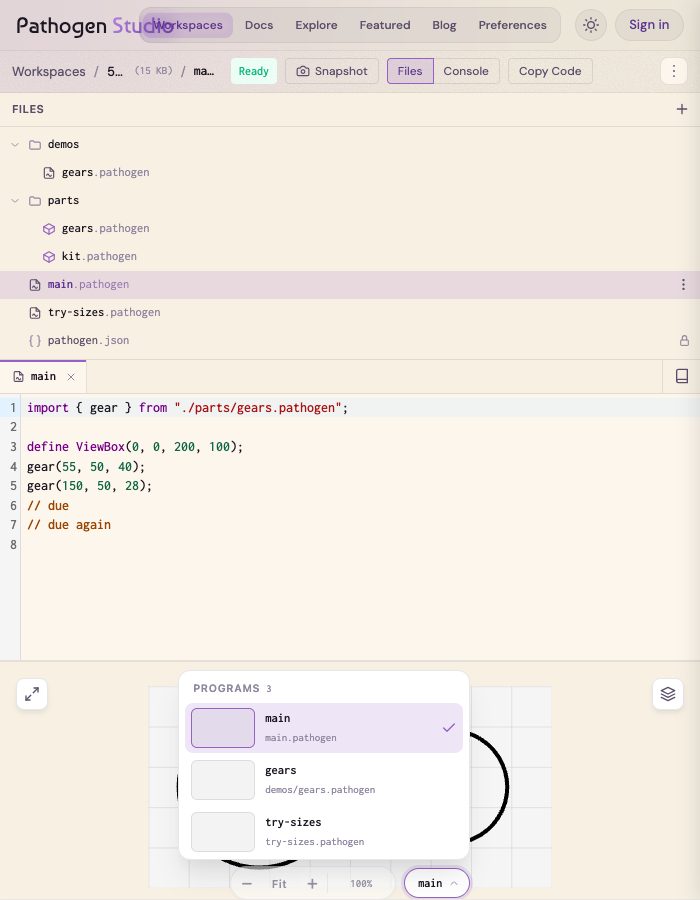 Pathogen Studio
Workspaces Docs Explore Featured Blog Preferences
Sign in
Workspaces / 5… (15 KB) / ma…
Ready
Snapshot
Files Console
Copy Code
FILES
demos
gears.pathogen
parts
gears.pathogen
kit.pathogen
main.pathogen
try-sizes.pathogen
{ } pathogen.json
main
1 import { gear } from "./parts/gears.pathogen";
2
3 define ViewBox(0, 0, 200, 100);
4 gear(55, 50, 40);
5 gear(150, 50, 28);
6 // due
7 // due again
8
PROGRAMS 3
main
main.pathogen
gears
demos/gears.pathogen
try-sizes
try-sizes.pathogen
Fit 100% main